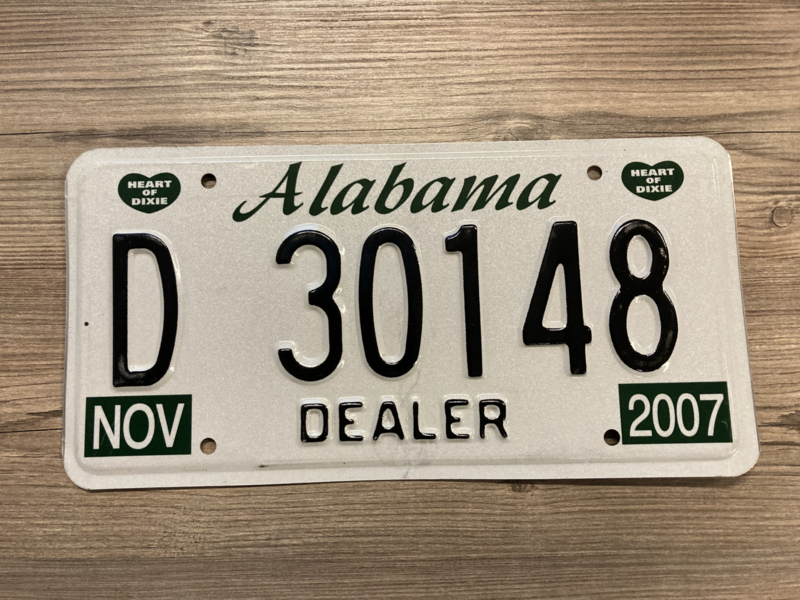 HEART OF DIXIE
Alabama
HEART OF DIXIE
D 30148
NOV
DEALER
2007